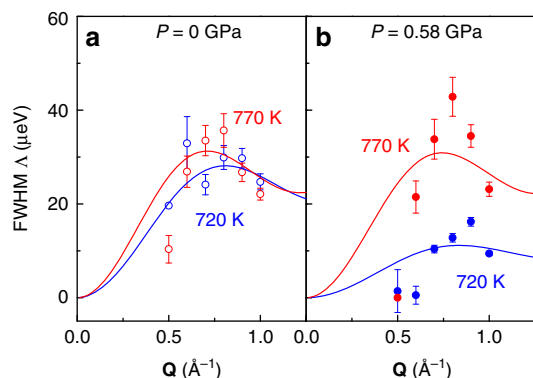 60
40
20
0
FWHM Λ (μeV)
a
P = 0 GPa
770 K
720 K
0.0
0.5
1.0
Q (Å⁻¹)
b
P = 0.58 GPa
770 K
720 K
0.0
0.5
1.0
Q (Å⁻¹)